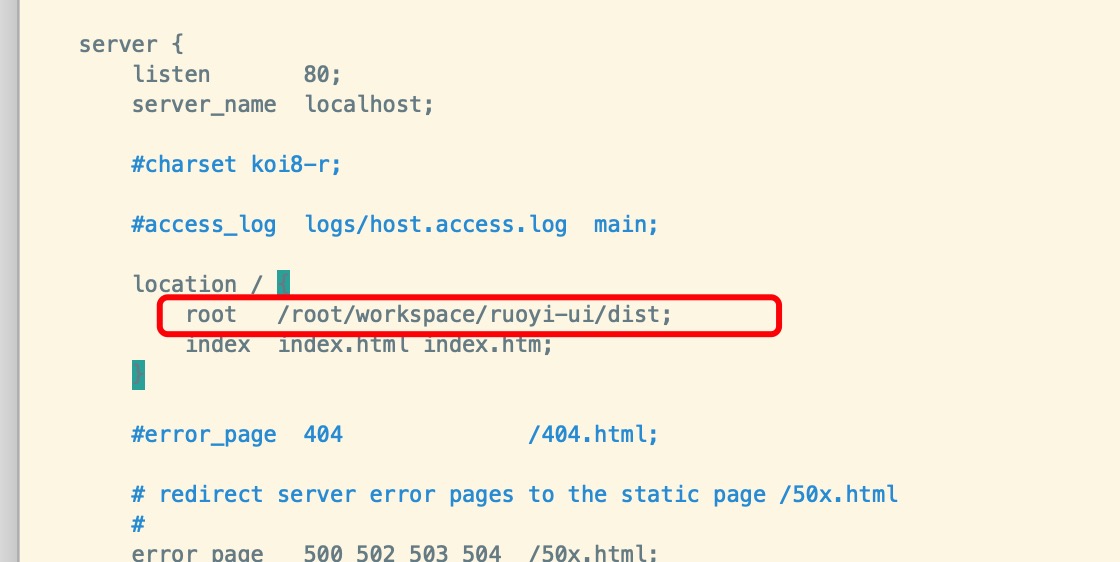 server {
listen 80;
server_name localhost;
#charset koi8-r;
#access_log logs/host.access.log main;
location / {
root /root/workspace/ruoyi-ui/dist;
index index.html index.htm;
}
#error_page 404 /404.html;
# redirect server error pages to the static page /50x.html
#
error_page 500 502 503 504 /50x.html;